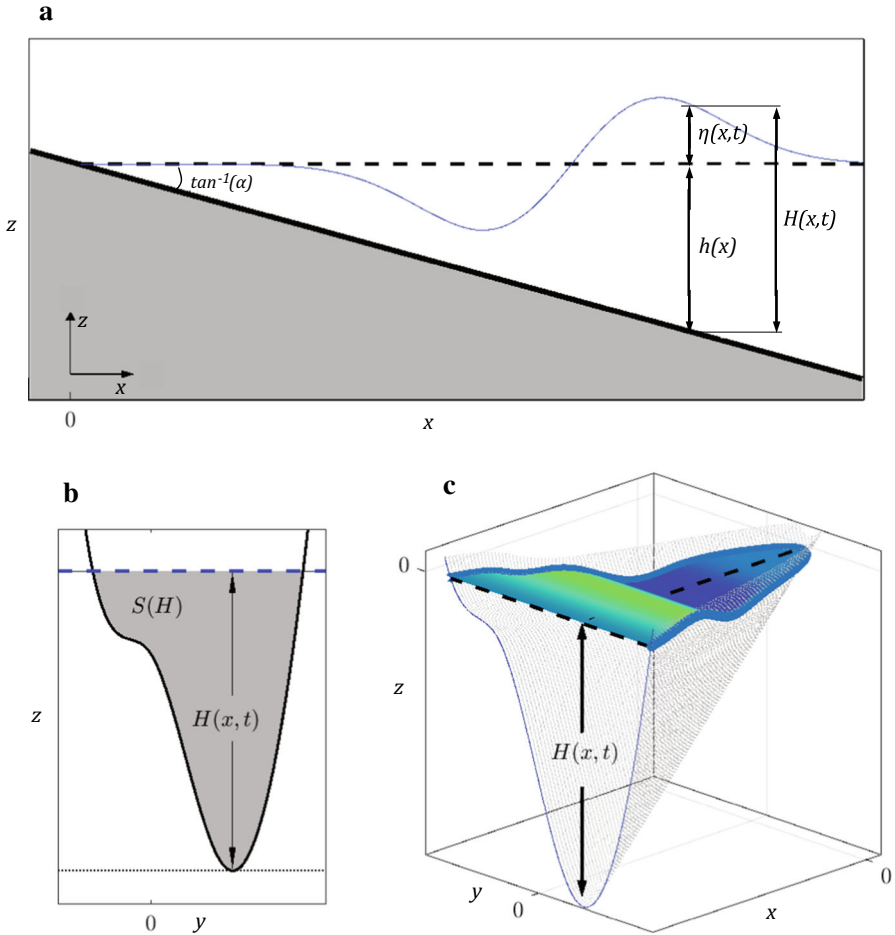 a
η(x,t)
tan⁻¹(α)
z
h(x)
H(x,t)
z
x
0
x
b
S(H)
H(x,t)
z
0
y
c
0
z
H(x,t)
y
0
x
0